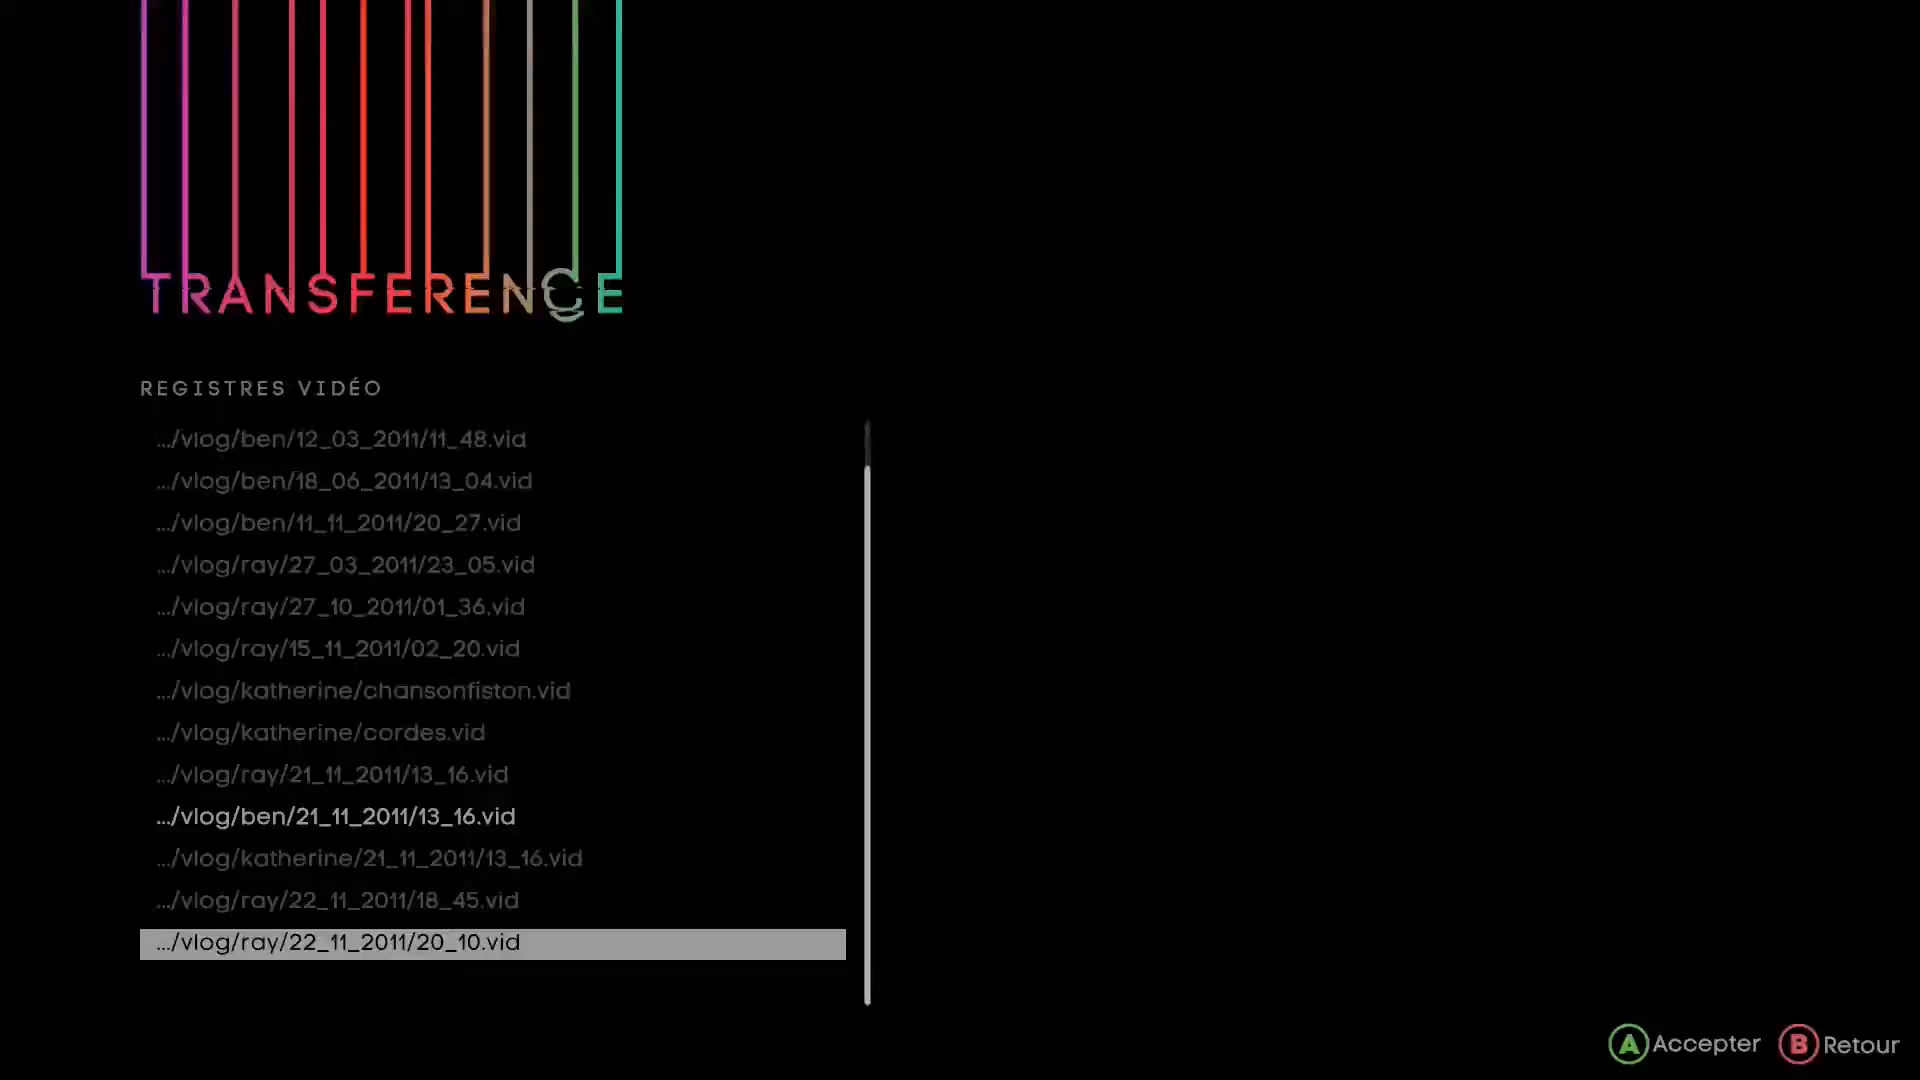 TRANSFERENCE
REGISTRES VIDÉO
.../vlog/ben/12_03_2011/11_48.vid
.../vlog/ben/18_06_2011/13_04.vid
.../vlog/ben/11_11_2011/20_27.vid
.../vlog/ray/27_03_2011/23_05.vid
.../vlog/ray/27_10_2011/01_36.vid
.../vlog/ray/15_11_2011/02_20.vid
.../vlog/katherine/chansonfiston.vid
.../vlog/katherine/cordes.vid
.../vlog/ray/21_11_2011/13_16.vid
.../vlog/ben/21_11_2011/13_16.vid
.../vlog/katherine/21_11_2011/13_16.vid
.../vlog/ray/22_11_2011/18_45.vid
.../vlog/ray/22_11_2011/20_10.vid
A Accepter B Retour